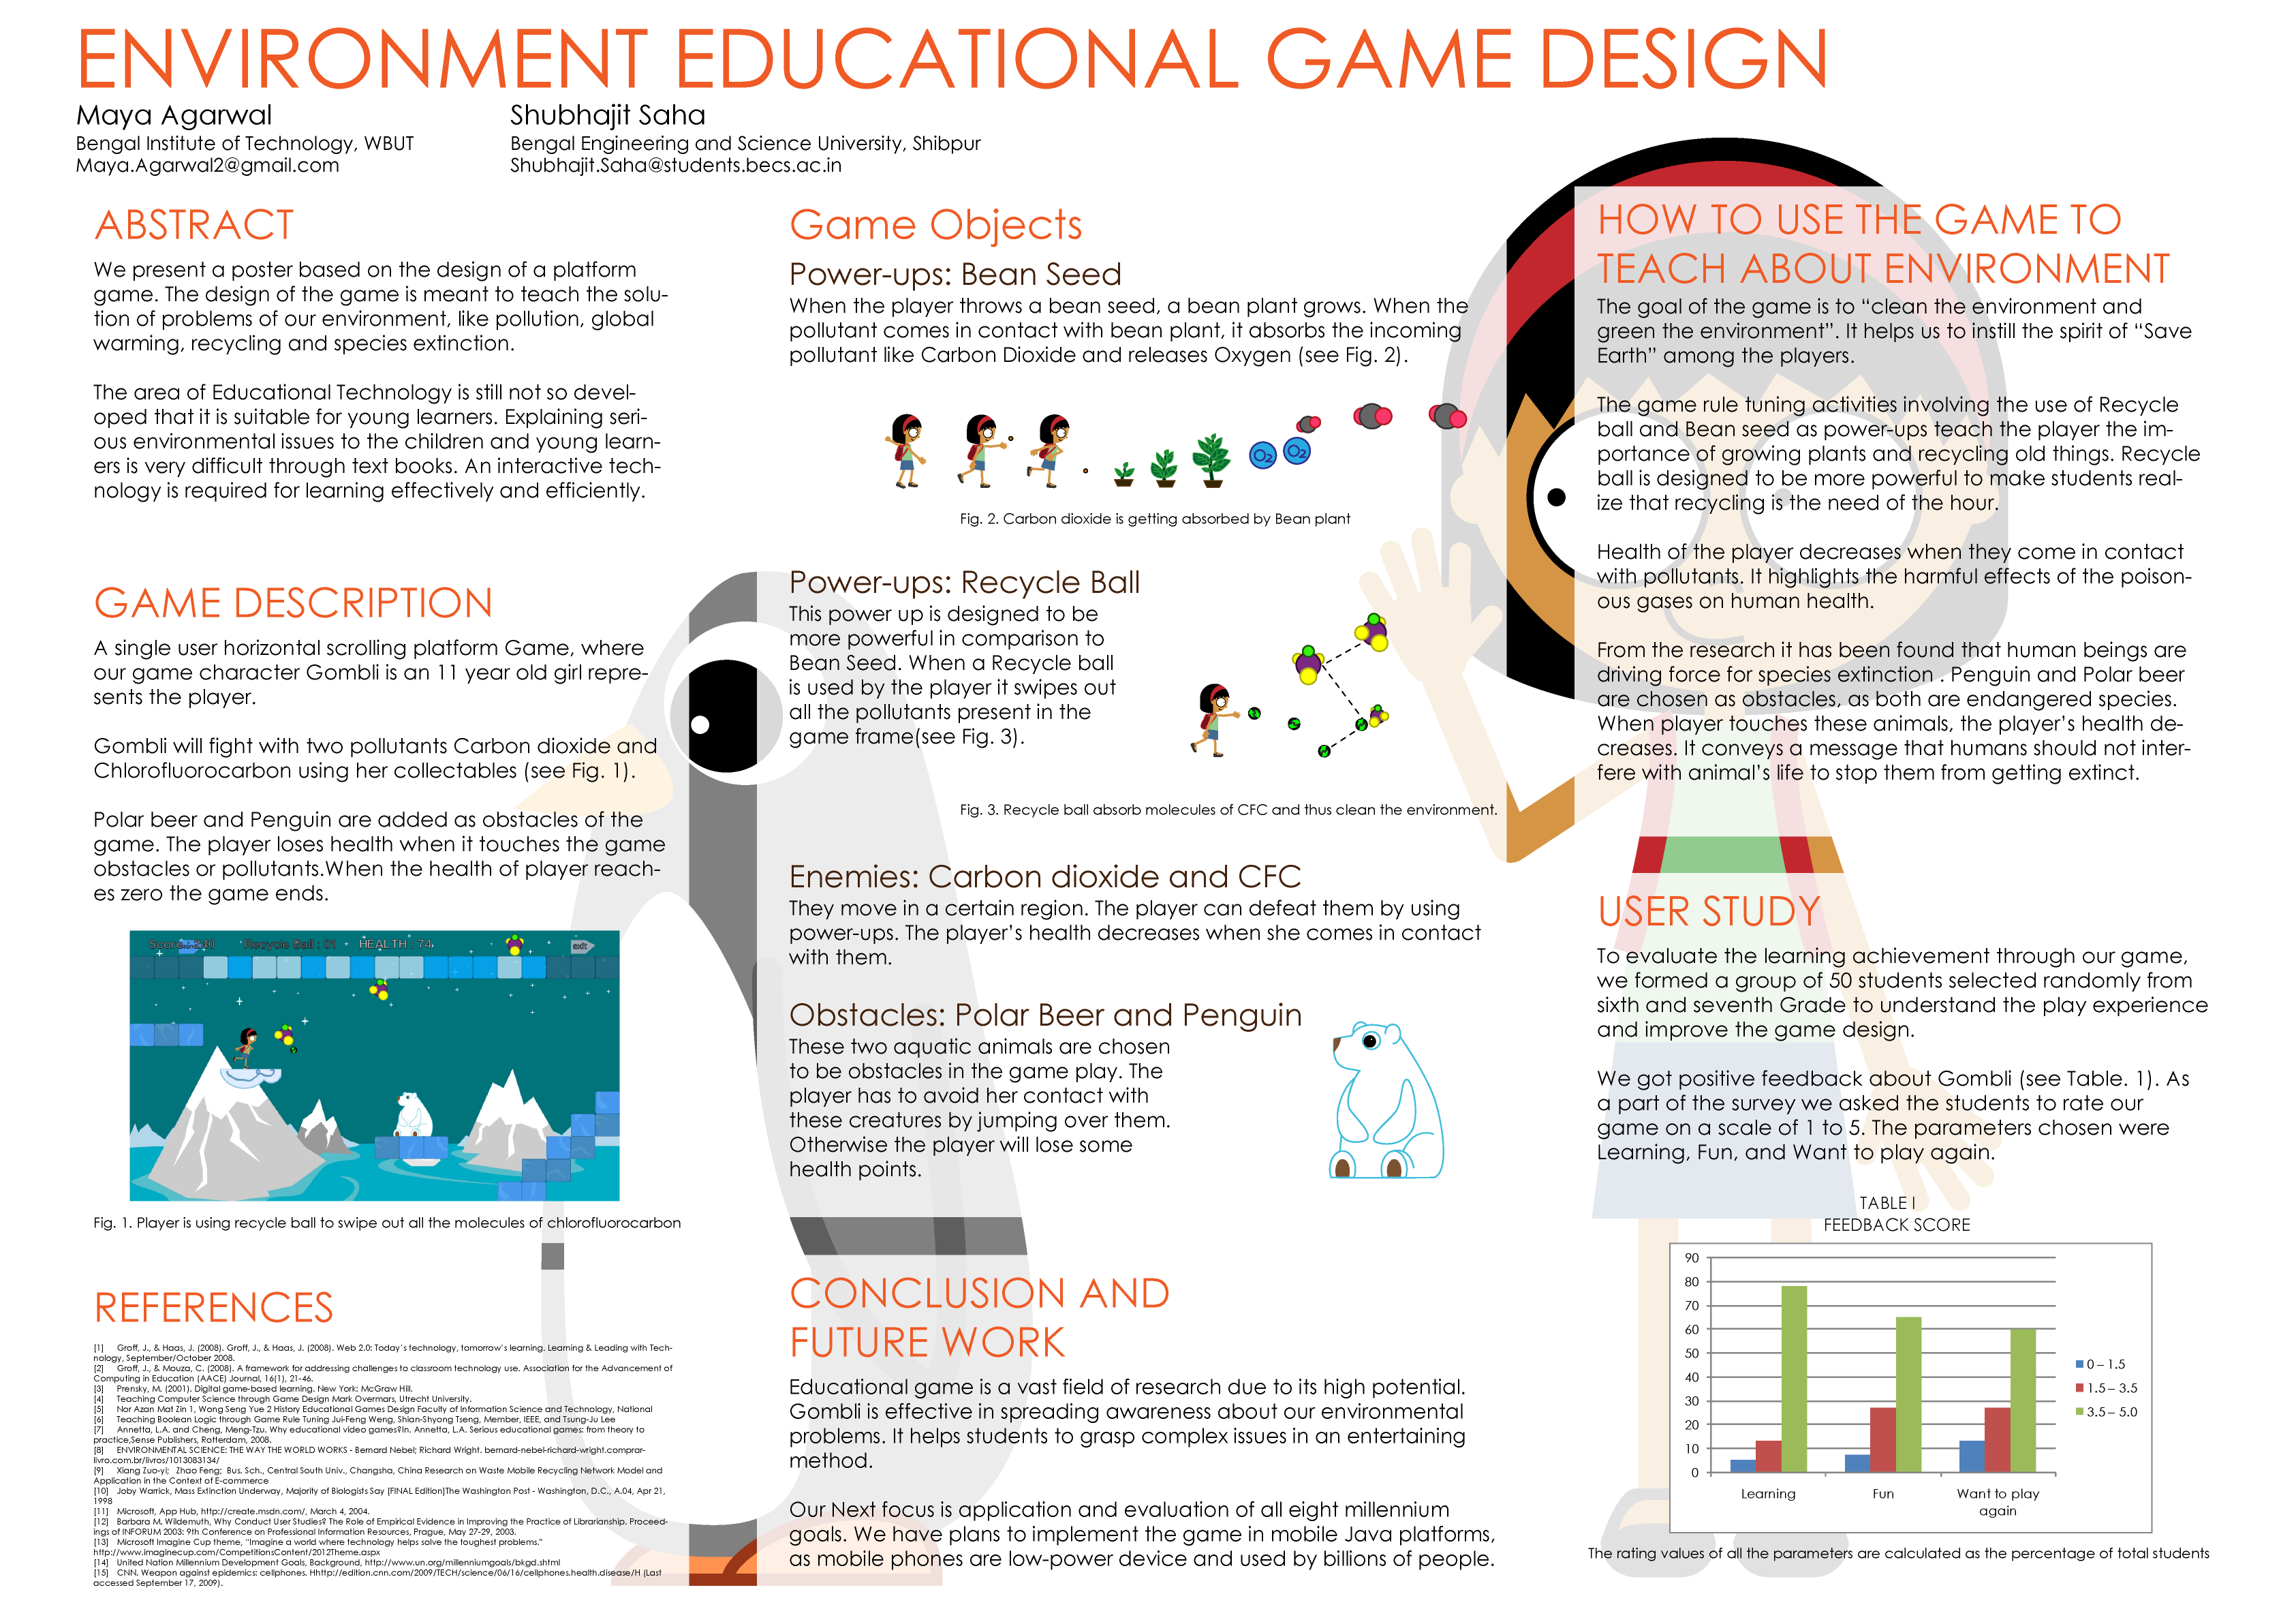 ENVIRONMENT EDUCATIONAL GAME DESIGN
Maya Agarwal
Bengal Institute of Technology, WBUT
Maya.Agarwal2@gmail.com
Shubhajit Saha
Bengal Engineering and Science University, Shibpur
Shubhajit.Saha@students.becs.ac.in
ABSTRACT
We present a poster based on the design of a platform
game. The design of the game is meant to teach the solu-
tion of problems of our environment, like pollution, global
warming, recycling and species extinction.
The area of Educational Technology is still not so devel-
oped that it is suitable for young learners. Explaining seri-
ous environmental issues to the children and young learn-
ers is very difficult through text books. An interactive tech-
nology is required for learning effectively and efficiently.
GAME DESCRIPTION
A single user horizontal scrolling platform Game, where
our game character Gombli is an 11 year old girl repre-
sents the player.
Gombli will fight with two pollutants Carbon dioxide and
Chlorofluorocarbon using her collectables (see Fig. 1).
Polar beer and Penguin are added as obstacles of the
game. The player loses health when it touches the game
obstacles or pollutants.When the health of player reach-
es zero the game ends.
Recycle Ball : 01 HEALTH : 74 exit
Fig. 1. Player is using recycle ball to swipe out all the molecules of chlorofluorocarbon
REFERENCES
[1] Groff, J., & Haas, J. (2008). Groff, J., & Haas, J. (2008). Web 2.0: Today's technology, tomorrow's learning. Learning & Leading with Tech-
nology, September/October 2008.
[2] Groff, J., & Mouza, C. (2008). A framework for addressing challenges to classroom technology use. Association for the Advancement of
Computing in Education (AACE) Journal, 16(1), 21-46.
[3] Prensky, M. (2001). Digital game-based learning. New York: McGraw Hill.
[4] Teaching Computer Science through Game Design Mark Overmars, Utrecht University.
[5] Nor Azan Mat Zin 1, Wong Seng Yue 2 History Educational Games Design Faculty of Information Science and Technology, National
[6] Teaching Boolean Logic through Game Rule Tuning Jui-Feng Weng, Shian-Shyong Tseng, Member, IEEE, and Tsung-Ju Lee
[7] Annetta, L.A. and Cheng, Meng-Tzu. Why educational video games?In. Annetta, L.A. Serious educational games: from theory to
practice,Sense Publishers, Rotterdam, 2008.
[8] ENVIRONMENTAL SCIENCE: THE WAY THE WORLD WORKS - Bernard Nebel; Richard Wright. bernard-nebel-richard-wright.comprar-
livro.com.br/livros/1013083134/
[9] Xiang Zuo-yi; Zhao Feng; Bus. Sch., Central South Univ., Changsha, China Research on Waste Mobile Recycling Network Model and
Application in the Context of E-commerce
[10] Joby Warrick, Mass Extinction Underway, Majority of Biologists Say [FINAL Edition]The Washington Post - Washington, D.C., A.04, Apr 21,
1998
[11] Microsoft, App Hub, http://create.msdn.com/, March 4, 2004.
[12] Barbara M. Wildemuth, Why Conduct User Studies? The Role of Empirical Evidence in Improving the Practice of Librarianship. Proceed-
ings of INFORUM 2003: 9th Conference on Professional Information Resources, Prague, May 27-29, 2003.
[13] Microsoft Imagine Cup theme, "Imagine a world where technology helps solve the toughest problems."
http://www.imaginecup.com/CompetitionsContent/2012Theme.aspx
[14] United Nation Millennium Development Goals, Background, http://www.un.org/millenniumgoals/bkgd.shtml
[15] CNN. Weapon against epidemics: cellphones. Hhttp://edition.cnn.com/2009/TECH/science/06/16/cellphones.health.disease/H (Last
accessed September 17, 2009).
Game Objects
Power-ups: Bean Seed
When the player throws a bean seed, a bean plant grows. When the
pollutant comes in contact with bean plant, it absorbs the incoming
pollutant like Carbon Dioxide and releases Oxygen (see Fig. 2).
O2 O2
Fig. 2. Carbon dioxide is getting absorbed by Bean plant
Power-ups: Recycle Ball
This power up is designed to be
more powerful in comparison to
Bean Seed. When a Recycle ball
is used by the player it swipes out
all the pollutants present in the
game frame(see Fig. 3).
Fig. 3. Recycle ball absorb molecules of CFC and thus clean the environment.
Enemies: Carbon dioxide and CFC
They move in a certain region. The player can defeat them by using
power-ups. The player's health decreases when she comes in contact
with them.
Obstacles: Polar Beer and Penguin
These two aquatic animals are chosen
to be obstacles in the game play. The
player has to avoid her contact with
these creatures by jumping over them.
Otherwise the player will lose some
health points.
CONCLUSION AND
FUTURE WORK
Educational game is a vast field of research due to its high potential.
Gombli is effective in spreading awareness about our environmental
problems. It helps students to grasp complex issues in an entertaining
method.
Our Next focus is application and evaluation of all eight millennium
goals. We have plans to implement the game in mobile Java platforms,
as mobile phones are low-power device and used by billions of people.
HOW TO USE THE GAME TO
TEACH ABOUT ENVIRONMENT
The goal of the game is to “clean the environment and
green the environment”. It helps us to instill the spirit of “Save
Earth” among the players.
The game rule tuning activities involving the use of Recycle
ball and Bean seed as power-ups teach the player the im-
portance of growing plants and recycling old things. Recycle
ball is designed to be more powerful to make students real-
ize that recycling is the need of the hour.
Health of the player decreases when they come in contact
with pollutants. It highlights the harmful effects of the poison-
ous gases on human health.
From the research it has been found that human beings are
driving force for species extinction . Penguin and Polar beer
are chosen as obstacles, as both are endangered species.
When player touches these animals, the player's health de-
creases. It conveys a message that humans should not inter-
fere with animal's life to stop them from getting extinct.
USER STUDY
To evaluate the learning achievement through our game,
we formed a group of 50 students selected randomly from
sixth and seventh Grade to understand the play experience
and improve the game design.
We got positive feedback about Gombli (see Table. 1). As
a part of the survey we asked the students to rate our
game on a scale of 1 to 5. The parameters chosen were
Learning, Fun, and Want to play again.
TABLE I
FEEDBACK SCORE
90
80
70
60
50
40
30
20
10
0
Learning Fun Want to play
again
0 – 1.5
1.5 – 3.5
3.5 – 5.0
The rating values of all the parameters are calculated as the percentage of total students